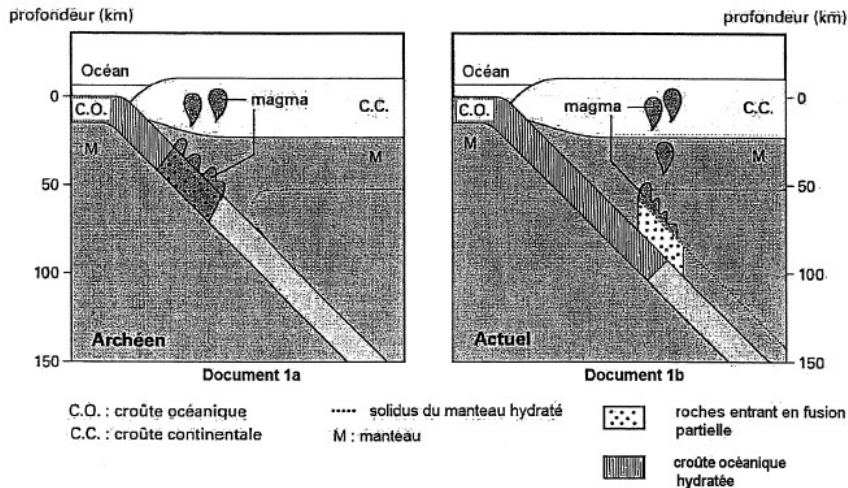 profondeur (km)
profondeur (km)
Océan
0
C.O.
magma
C.C.
M
M
50
100
Archéen
150
Document 1a
Océan
C.O.
magma
C.C.
0
M
M
50
100
Actuel
150
Document 1b
C.O. : croûte océanique
C.C. : croûte continentale
solidus du manteau hydraté
M : manteau
roches entrant en fusion
partielle
croûte océanique
hydratée